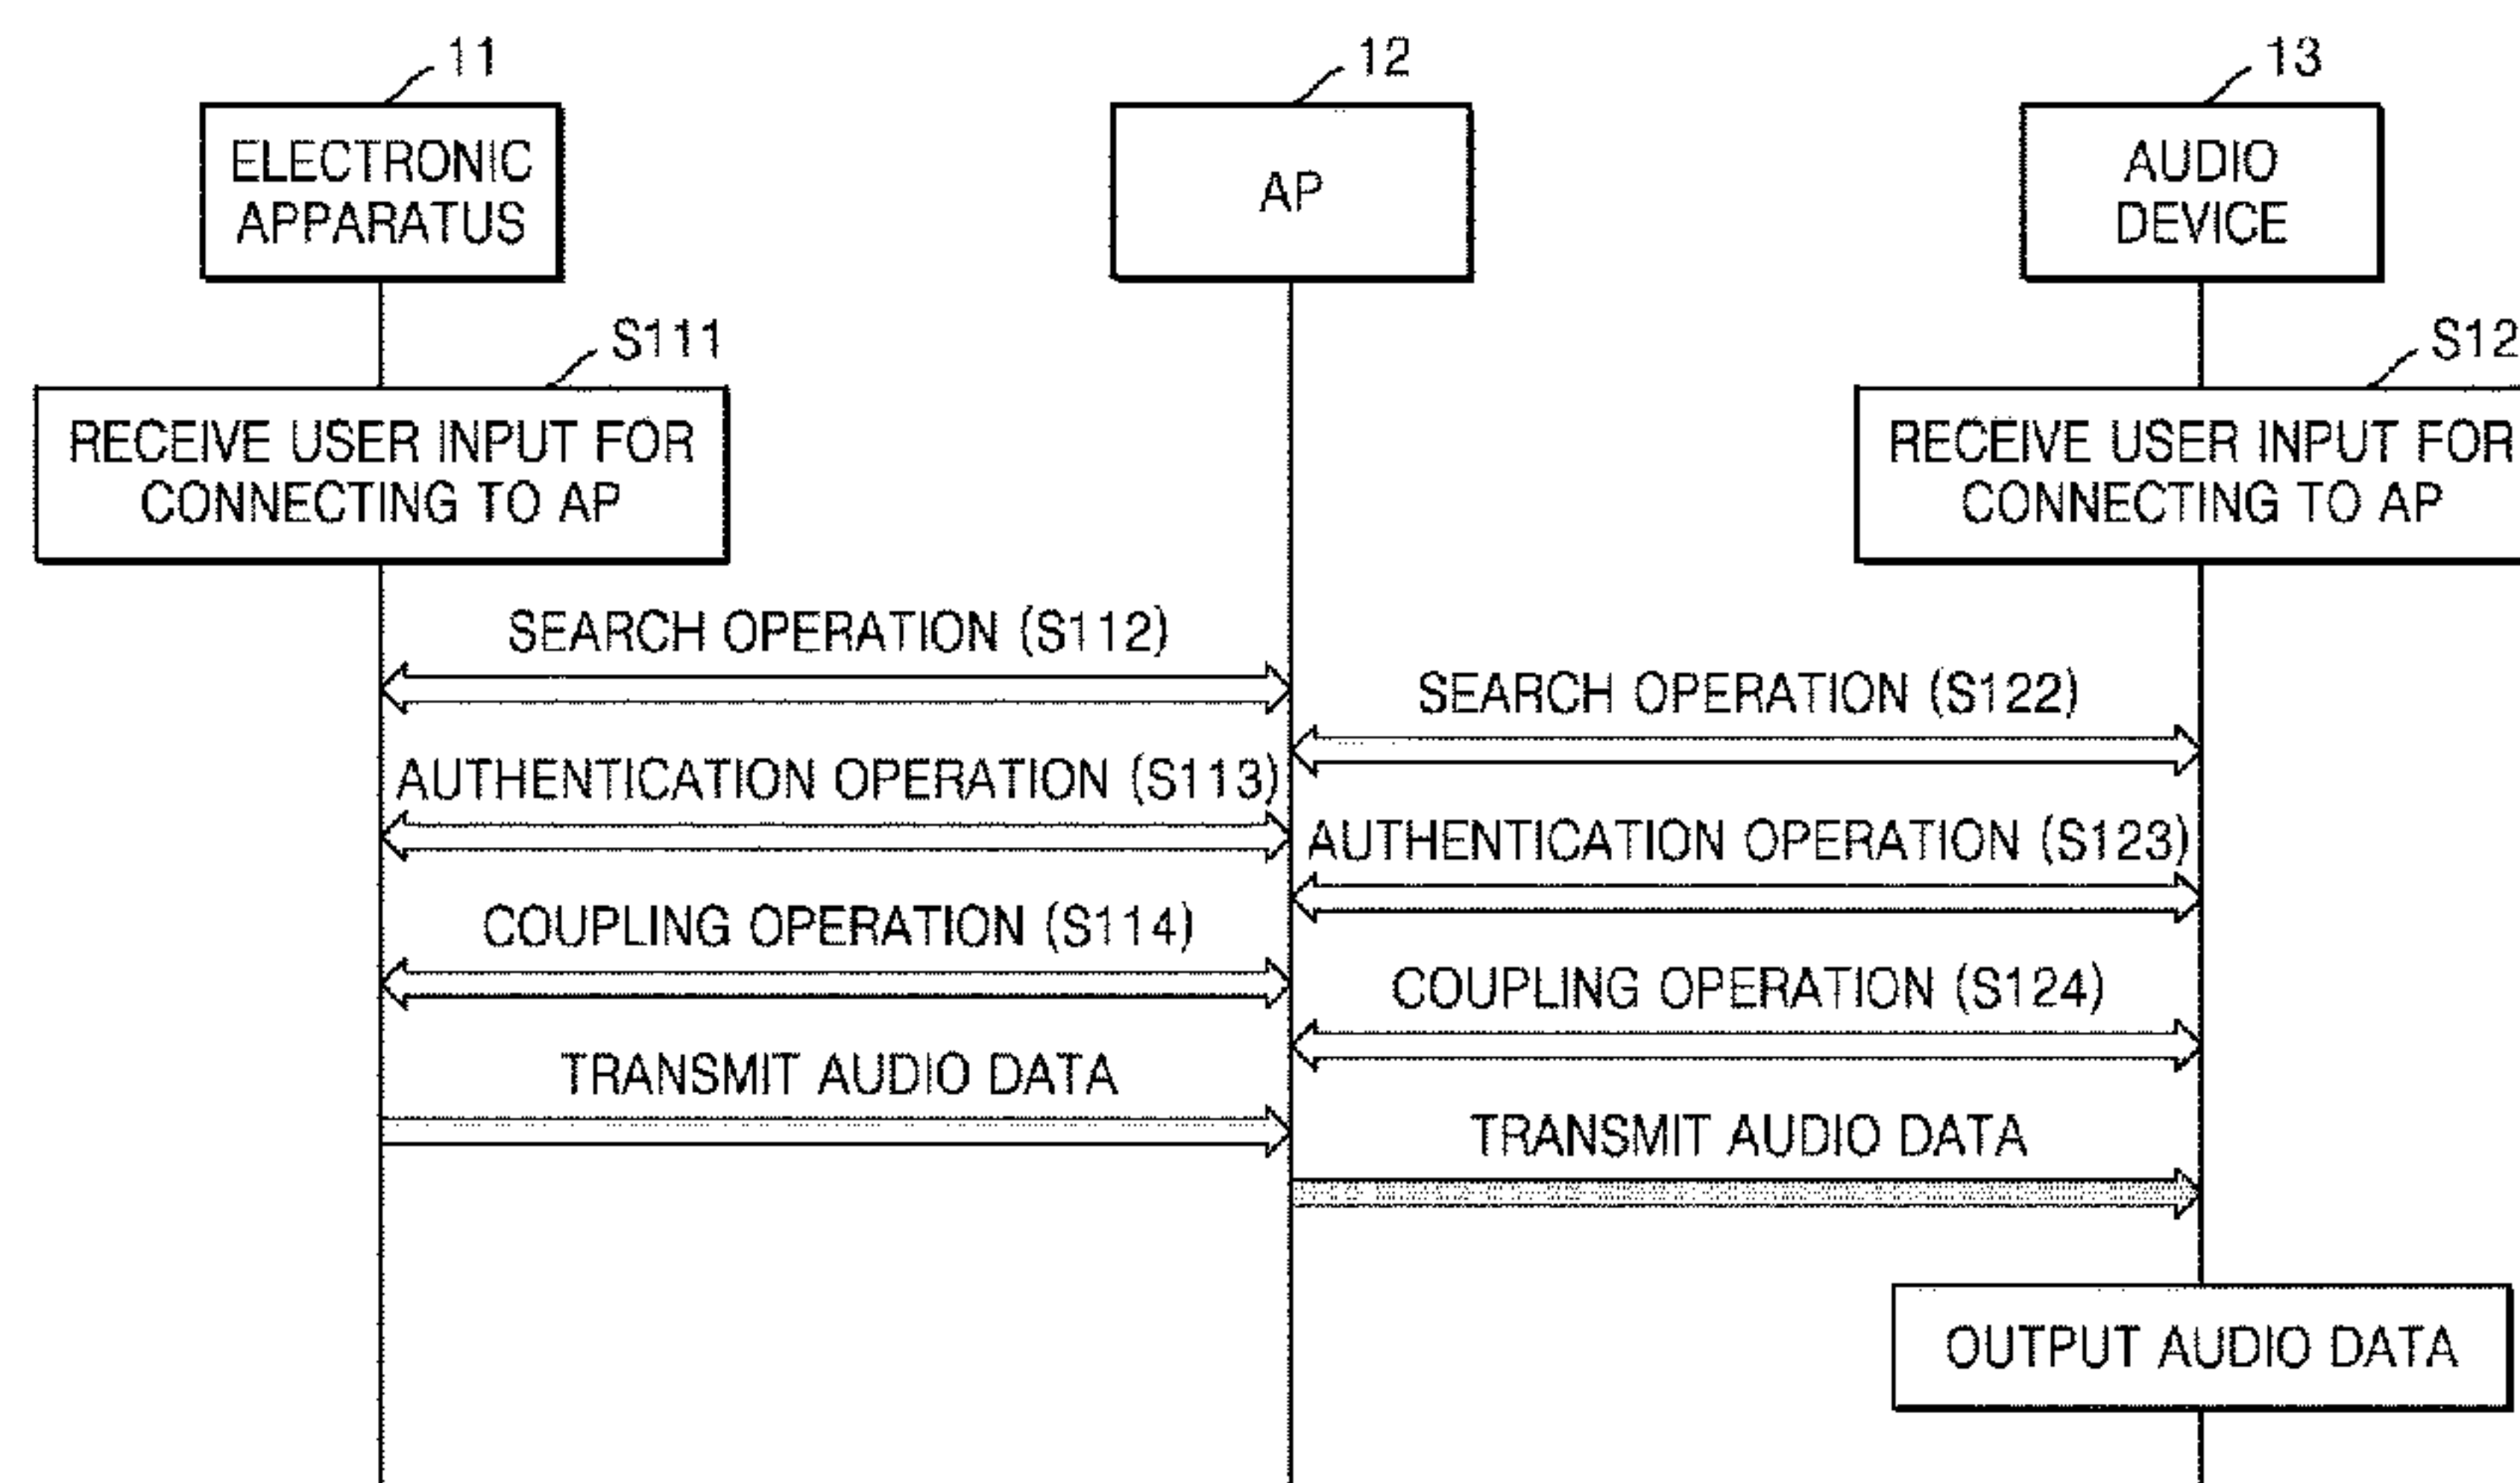 11
12
13
ELECTRONIC
APPARATUS
AP
AUDIO
DEVICE
S111
S12
RECEIVE USER INPUT FOR
CONNECTING TO AP
RECEIVE USER INPUT FOR
CONNECTING TO AP
SEARCH OPERATION (S112)
SEARCH OPERATION (S122)
AUTHENTICATION OPERATION (S113)
AUTHENTICATION OPERATION (S123)
COUPLING OPERATION (S114)
COUPLING OPERATION (S124)
TRANSMIT AUDIO DATA
TRANSMIT AUDIO DATA
OUTPUT AUDIO DATA